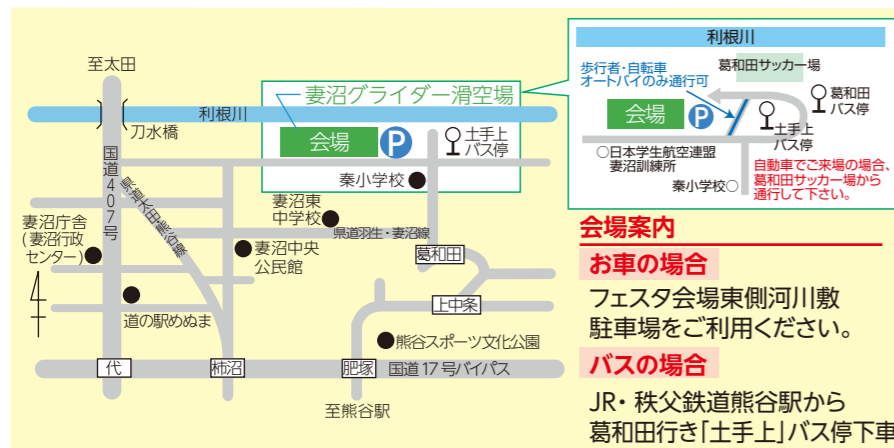 至太田
利根川
刀水橋
国道407号
県道太田・熊谷線
妻沼グライダー滑空場
会場
P
土手上
バス停
秦小学校
妻沼東
中学校
県道羽生・妻沼線
妻沼庁舎
(妻沼行政
センター)
妻沼中央
公民館
葛和田
道の駅めぬま
上中条
熊谷スポーツ文化公園
代
柿沼
肥塚
国道17号バイパス
至熊谷駅
利根川
歩行者・自転車
オートバイのみ通行可
葛和田サッカー場
葛和田
バス停
会場
P
土手上
バス停
○日本学生航空連盟
妻沼訓練所
秦小学校○
自動車でご来場の場合、
葛和田サッカー場から
通行して下さい。
会場案内
お車の場合
フェスタ会場東側河川敷
駐車場をご利用ください。
バスの場合
JR・秩父鉄道熊谷駅から
葛和田行き「土手上」バス停下車